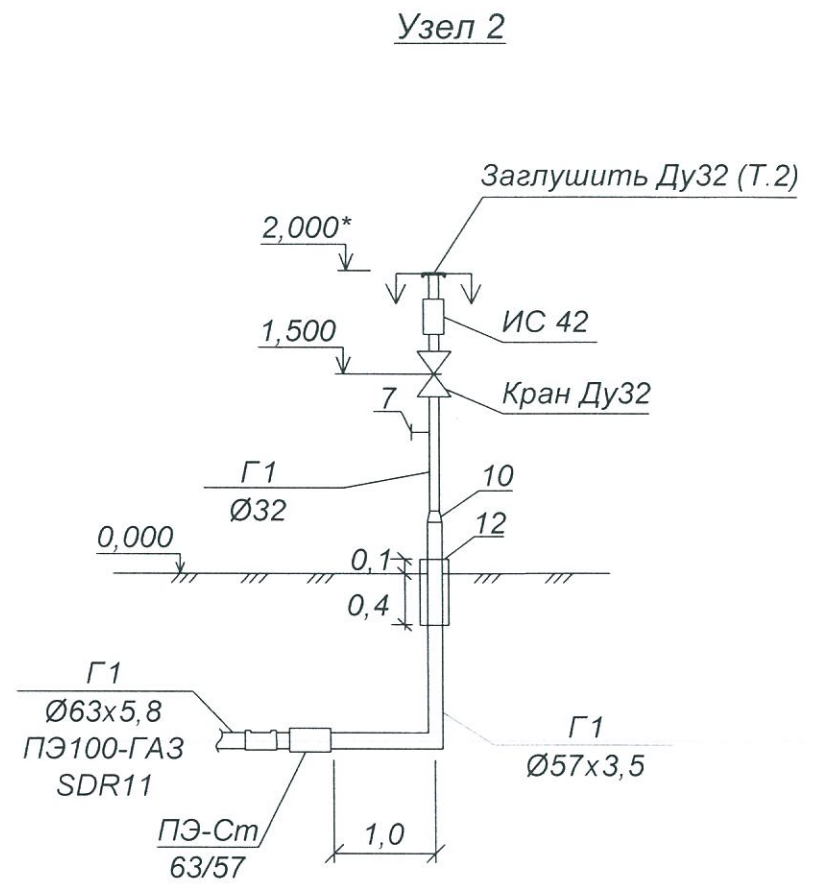 Узел 2
Заглушить Ду32 (Т.2)
2,000*
ИС 42
1,500
Кран Ду32
7
Г1
Ø32
10
12
0,000
0,1
0,4
Г1
Ø63х5,8
ПЭ100-ГАЗ
SDR11
Г1
Ø57х3,5
ПЭ-Ст
63/57
1,0